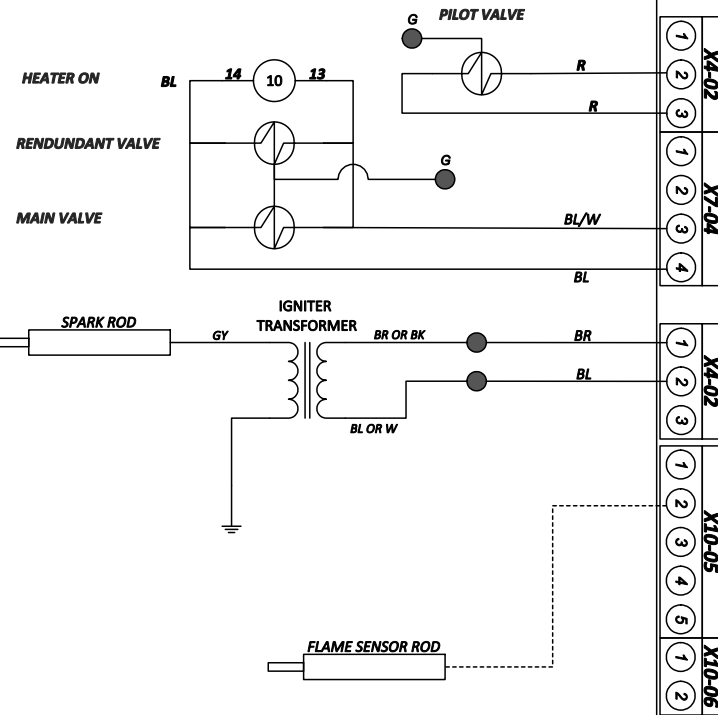 PILOT VALVE
G
R
R
HEATER ON
BL
14
10
13
RENDUNDANT VALVE
G
MAIN VALVE
BL/W
BL
1
2
3
X4-02
1
2
3
4
X7-04
SPARK ROD
GY
IGNITER
TRANSFORMER
BR OR BK
BR
BL
BL OR W
1
2
3
X4-02
1
2
3
4
5
X10-05
FLAME SENSOR ROD
1
2
X10-06